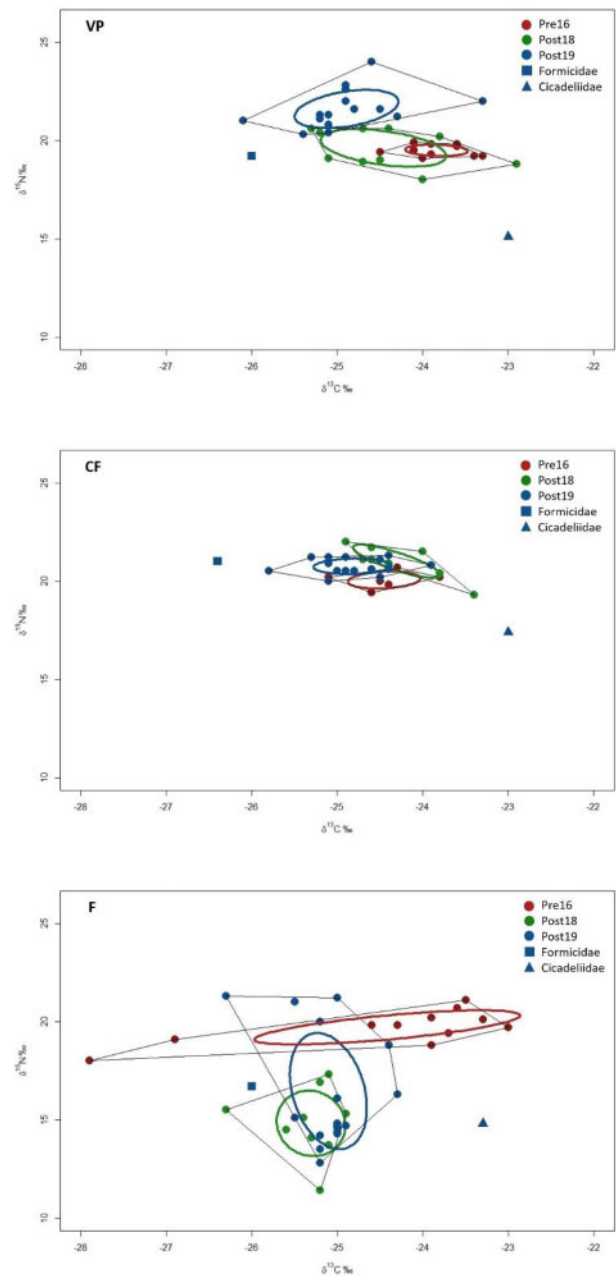 VP
Pre16
Post18
Post19
Formicidae
Cicadeliidae
25
20
15
10
δ15N‰
-28 -27 -26 -25 -24 -23 -22
δ13C ‰
CF
Pre16
Post18
Post19
Formicidae
Cicadeliidae
25
20
15
10
δ15N‰
-28 -27 -26 -25 -24 -23 -22
δ13C ‰
F
Pre16
Post18
Post19
Formicidae
Cicadeliidae
25
20
15
10
δ15N‰
-28 -27 -26 -25 -24 -23 -22
δ13C ‰